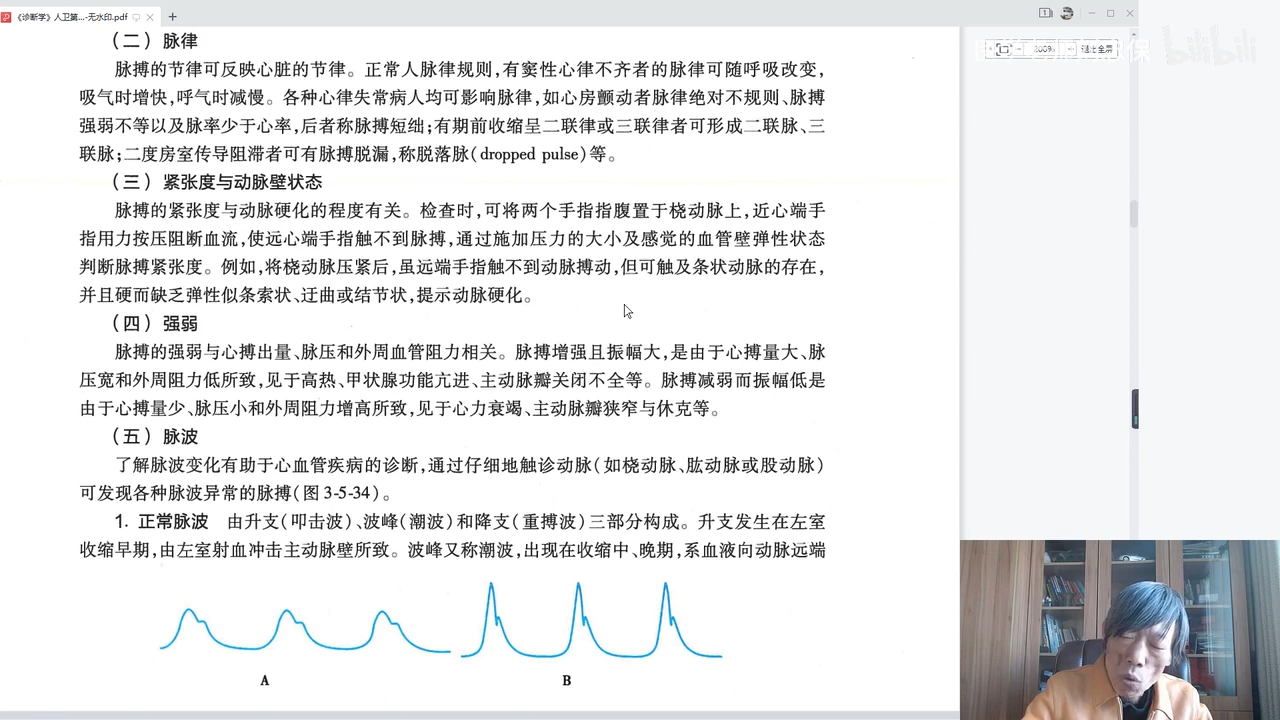 《诊断学》人卫第...-无水印.pdf
（二）脉律
脉搏的节律可反映心脏的节律。正常人脉律规则，有窦性心律不齐者的脉律可随呼吸改变，
吸气时增快，呼气时减慢。各种心律失常病人均可影响脉律，如心房颤动者脉律绝对不规则、脉搏
强弱不等以及脉率少于心率，后者称脉搏短绌；有期前收缩呈二联律或三联律者可形成二联脉、三
联脉；二度房室传导阻滞者可有脉搏脱漏，称脱落脉（dropped pulse）等。
（三）紧张度与动脉壁状态
脉搏的紧张度与动脉硬化的程度有关。检查时，可将两个手指指腹置于桡动脉上，近心端手
指用力按压阻断血流，使远心端手指触不到脉搏，通过施加压力的大小及感觉的血管壁弹性状态
判断脉搏紧张度。例如，将桡动脉压紧后，虽远端手指触不到动脉搏动，但可触及条状动脉的存在，
并且硬而缺乏弹性似条索状、迂曲或结节状，提示动脉硬化。
（四）强弱
脉搏的强弱与心搏出量、脉压和外周血管阻力相关。脉搏增强且振幅大，是由于心搏量大、脉
压宽和外周阻力低所致，见于高热、甲状腺功能亢进、主动脉瓣关闭不全等。脉搏减弱而振幅低是
由于心搏量少、脉压小和外周阻力增高所致，见于心力衰竭、主动脉瓣狭窄与休克等。
（五）脉波
了解脉波变化有助于心血管疾病的诊断，通过仔细地触诊动脉（如桡动脉、肱动脉或股动脉）
可发现各种脉波异常的脉搏（图 3-5-34）。
1. 正常脉波 由升支（叩击波）、波峰（潮波）和降支（重搏波）三部分构成。升支发生在左室
收缩早期，由左室射血冲击主动脉壁所致。波峰又称潮波，出现在收缩中、晚期，系血液向动脉远端
A
B
bilibili
退出全屏